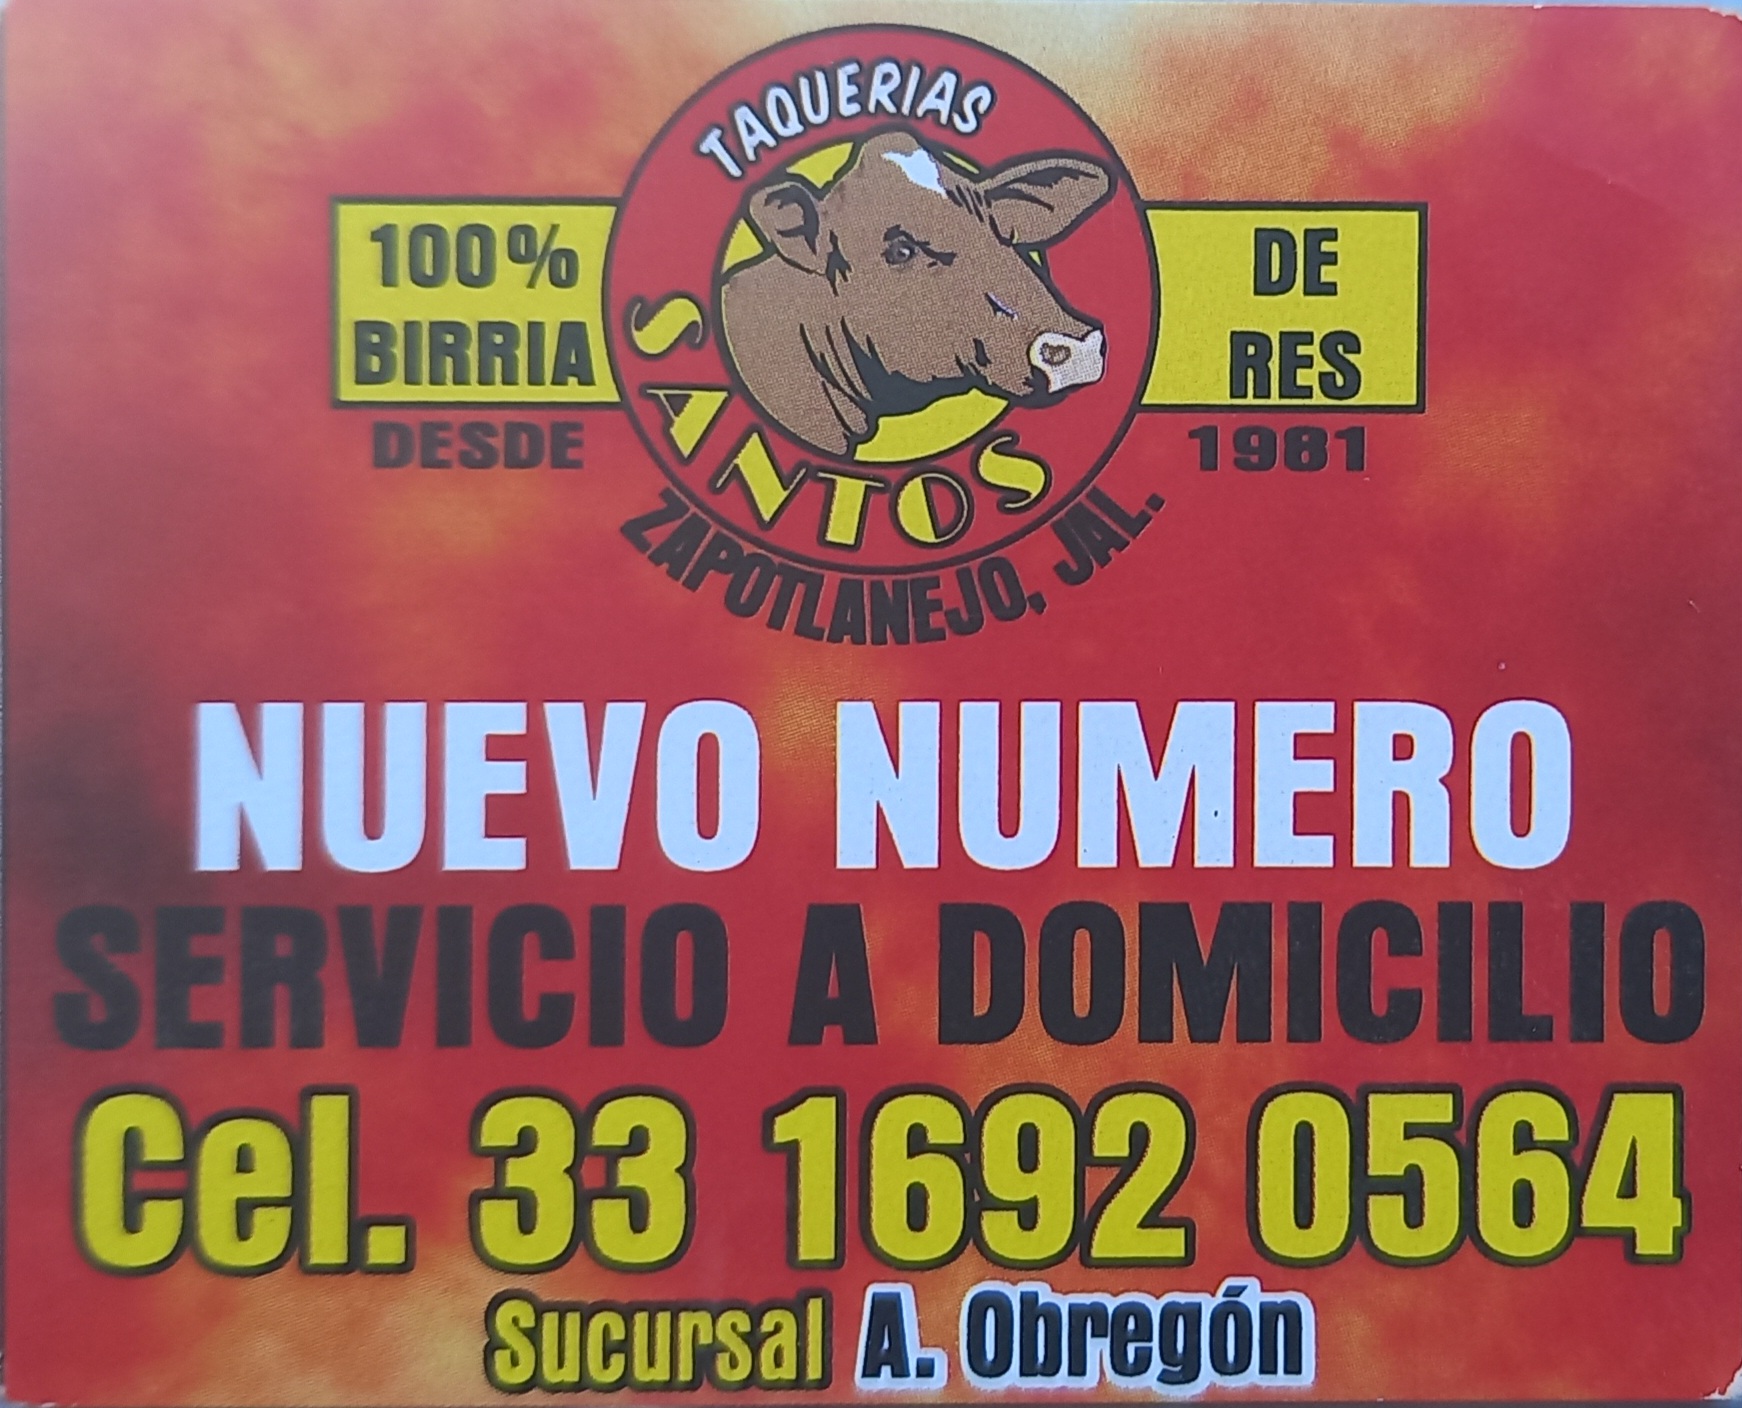 TAQUERIAS
SANTOS
100% BIRRIA
DE RES
DESDE 1981
ZAPOTLANEJO, JAL.
NUEVO NUMERO
SERVICIO A DOMICILIO
Cel. 33 1692 0564
Sucursal A. Obregón